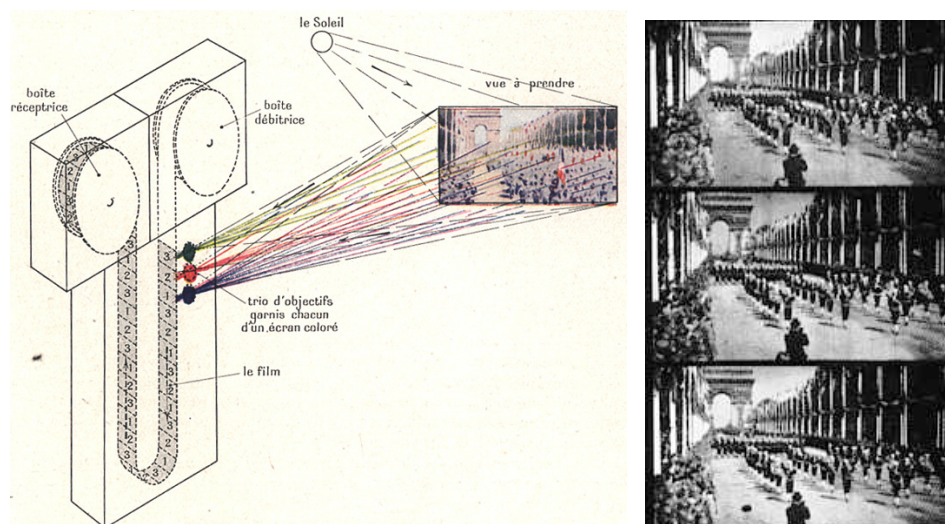 le Soleil
boîte
réceptrice
boîte
débitrice
vue à prendre
trio d'objectifs
garnis chacun
d'un écran coloré
le film